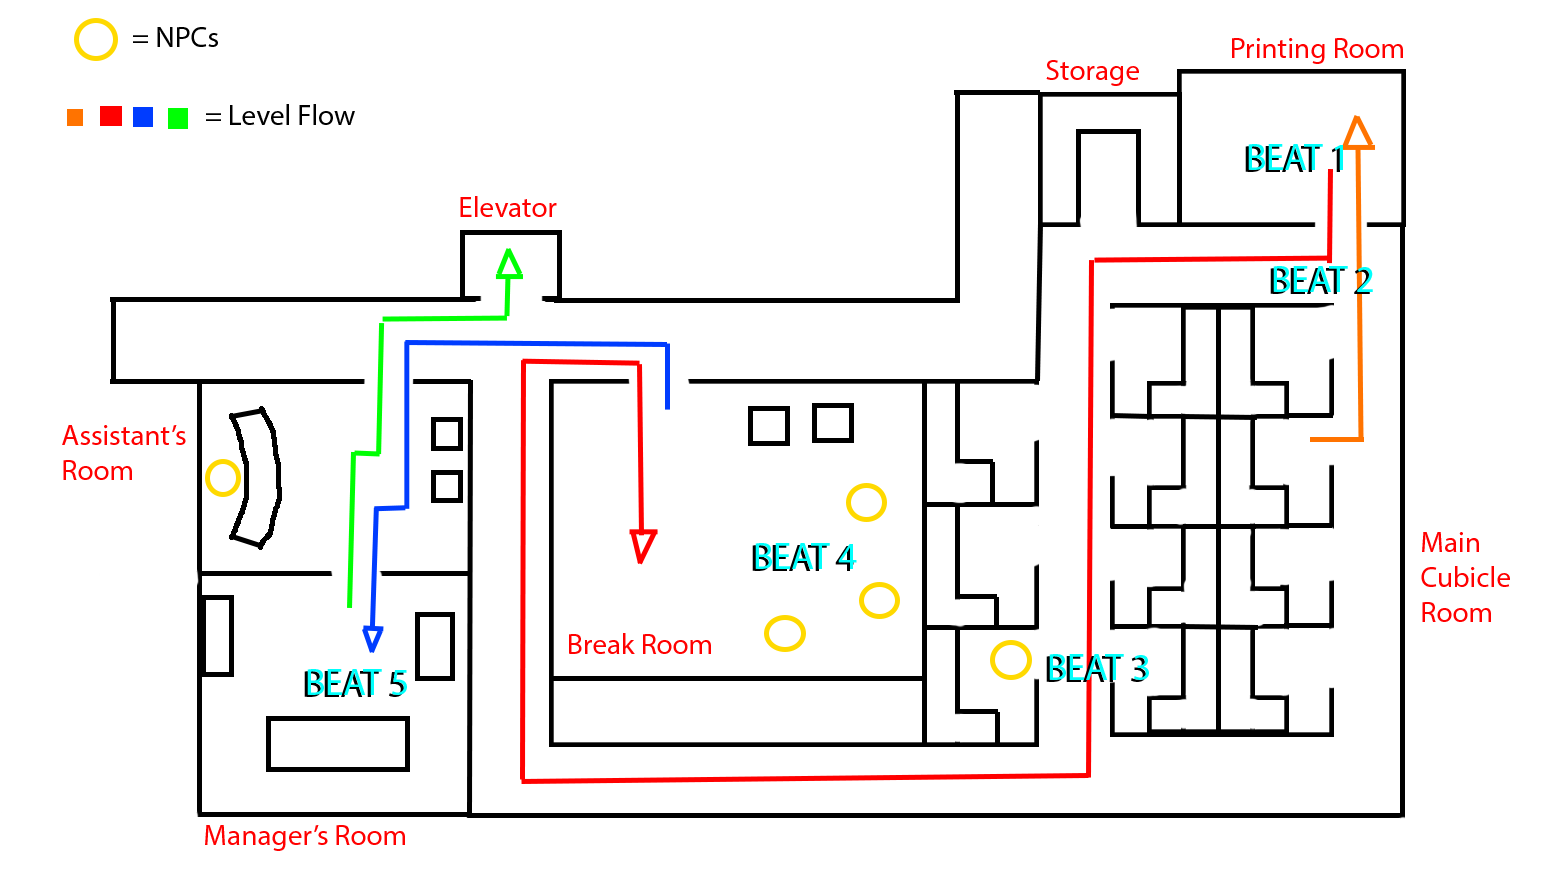 = NPCs
= Level Flow
Printing Room
Storage
BEAT 1
Elevator
BEAT 2
Assistant's
Room
BEAT 4
Main
Cubicle
Room
Break Room
BEAT 3
BEAT 5
Manager's Room